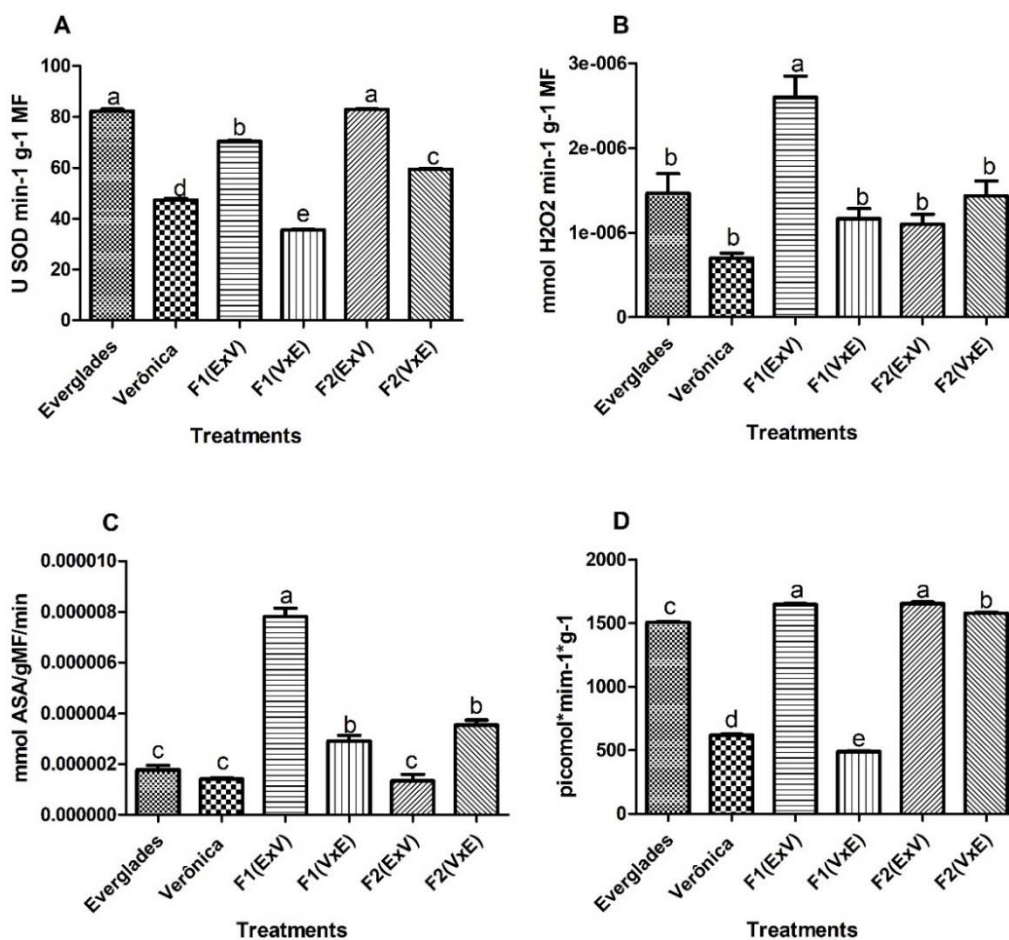 A
U SOD min-1 g-1 MF
100
80
60
40
20
0
a
d
b
e
a
c
Everglades
Verônica
F1(ExV)
F1(VxE)
F2(ExV)
F2(VxE)
Treatments
B
mmol H2O2 min-1 g-1 MF
3e-006
2e-006
1e-006
0
b
b
a
b
b
b
Everglades
Verônica
F1(ExV)
F1(VxE)
F2(ExV)
F2(VxE)
Treatments
C
mmol ASA/gMF/min
0.000010
0.000008
0.000006
0.000004
0.000002
0.000000
c
c
a
b
c
b
Everglades
Verônica
F1(ExV)
F1(VxE)
F2(ExV)
F2(VxE)
Treatments
D
picomol*mim-1*g-1
2000
1500
1000
500
0
c
d
a
e
a
b
Everglades
Verônica
F1(ExV)
F1(VxE)
F2(ExV)
F2(VxE)
Treatments